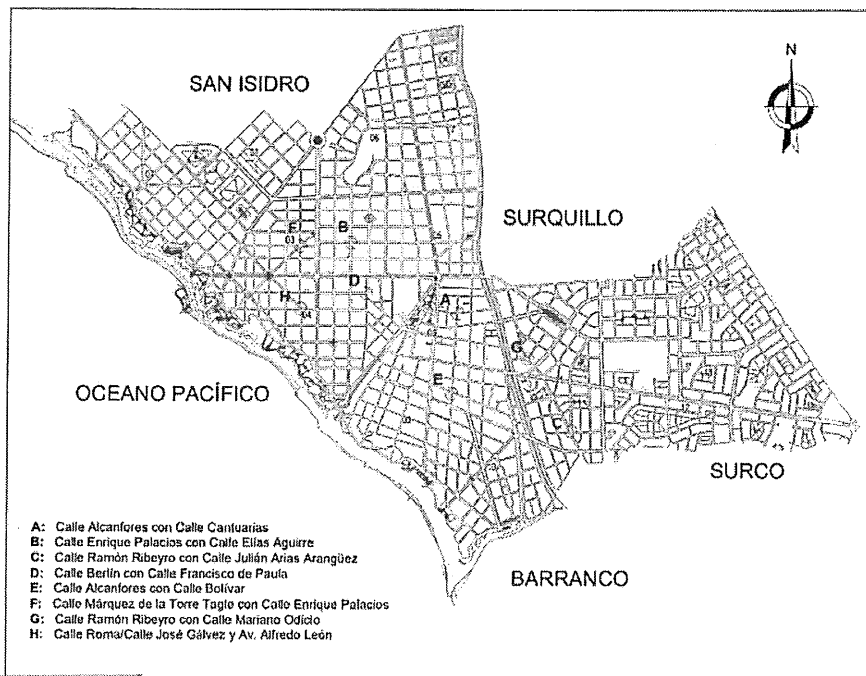 N
SAN ISIDRO
SURQUILLO
F
B
D
H
A
G
E
C
OCEANO PACÍFICO
SURCO
BARRANCO
A: Calle Alcanfores con Calle Cantuarias
B: Calle Enrique Palacios con Calle Elías Aguirre
C: Calle Ramón Ribeyro con Calle Julián Arias Arangüez
D: Calle Berlín con Calle Francisco de Paula
E: Calle Alcanfores con Calle Bolívar
F: Calle Márquez de la Torre Tagle con Calle Enrique Palacios
G: Calle Ramón Ribeyro con Calle Mariano Odicio
H: Calle Roma/Calle José Gálvez y Av. Alfredo León